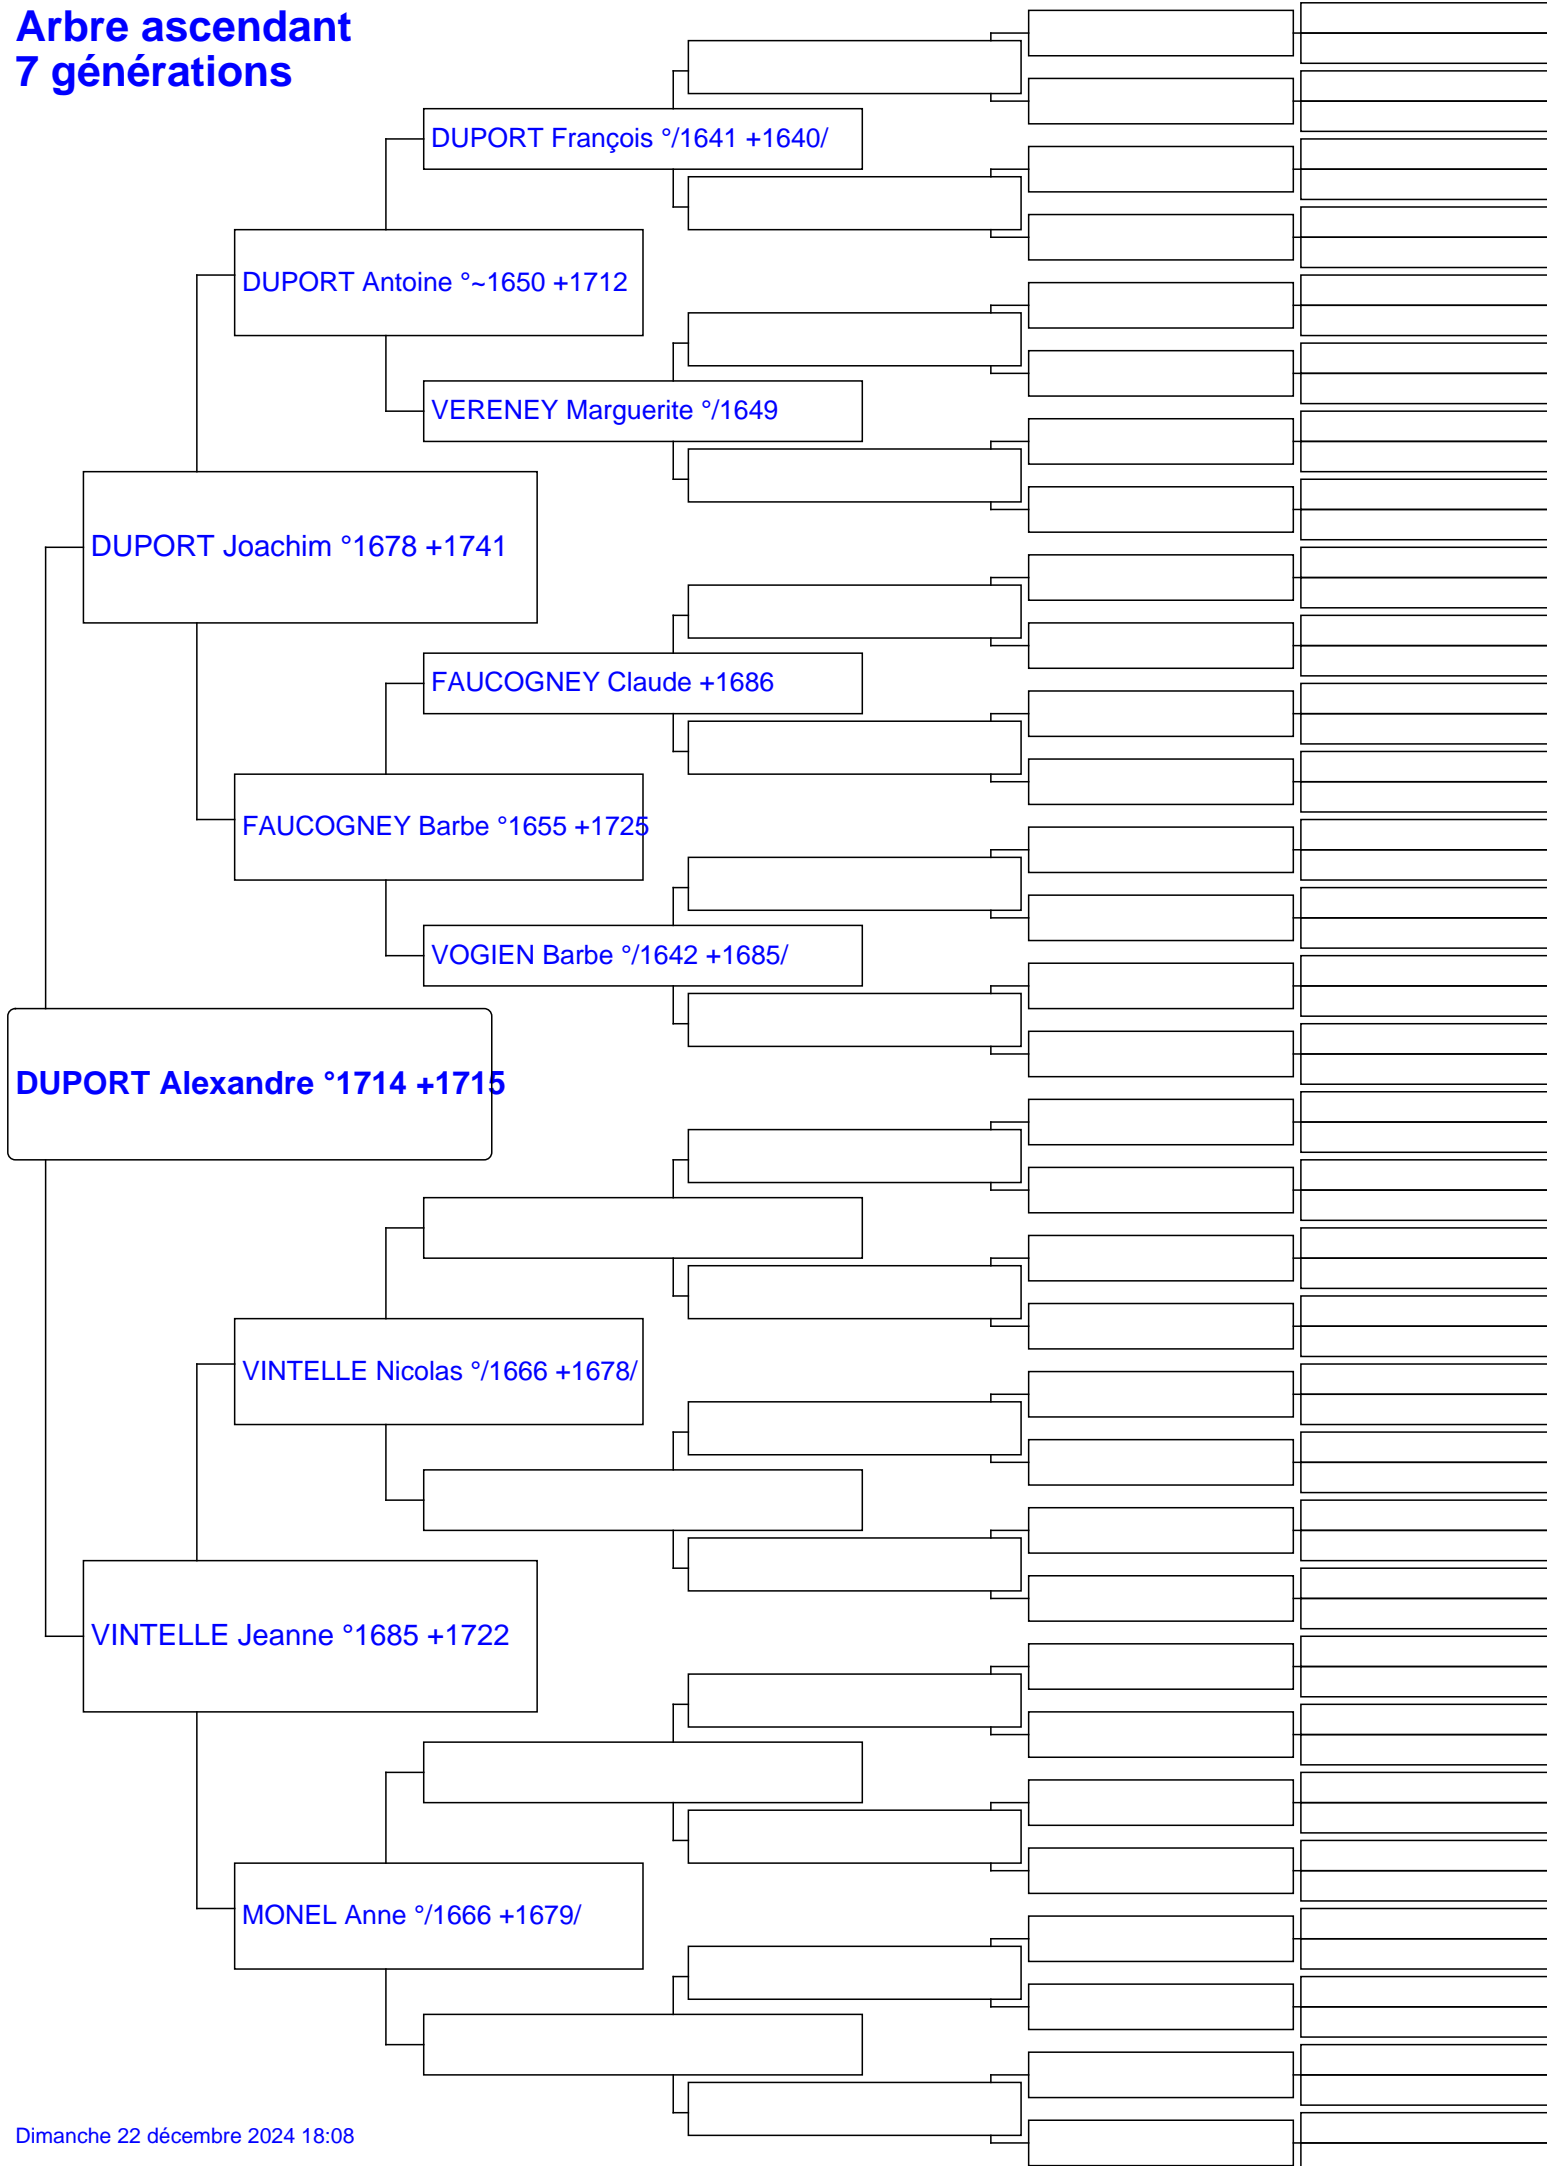 Arbre ascendant
7 générations
DUPORT François °/1641 +1640/
DUPORT Antoine °~1650 +1712
VERENEY Marguerite °/1649
DUPORT Joachim °1678 +1741
FAUCOGNEY Claude +1686
FAUCOGNEY Barbe °1655 +1725
VOGIEN Barbe °/1642 +1685/
DUPORT Alexandre °1714 +1715
VINTELLE Nicolas °/1666 +1678/
VINTELLE Jeanne °1685 +1722
MONEL Anne °/1666 +1679/
Dimanche 22 décembre 2024 18:08